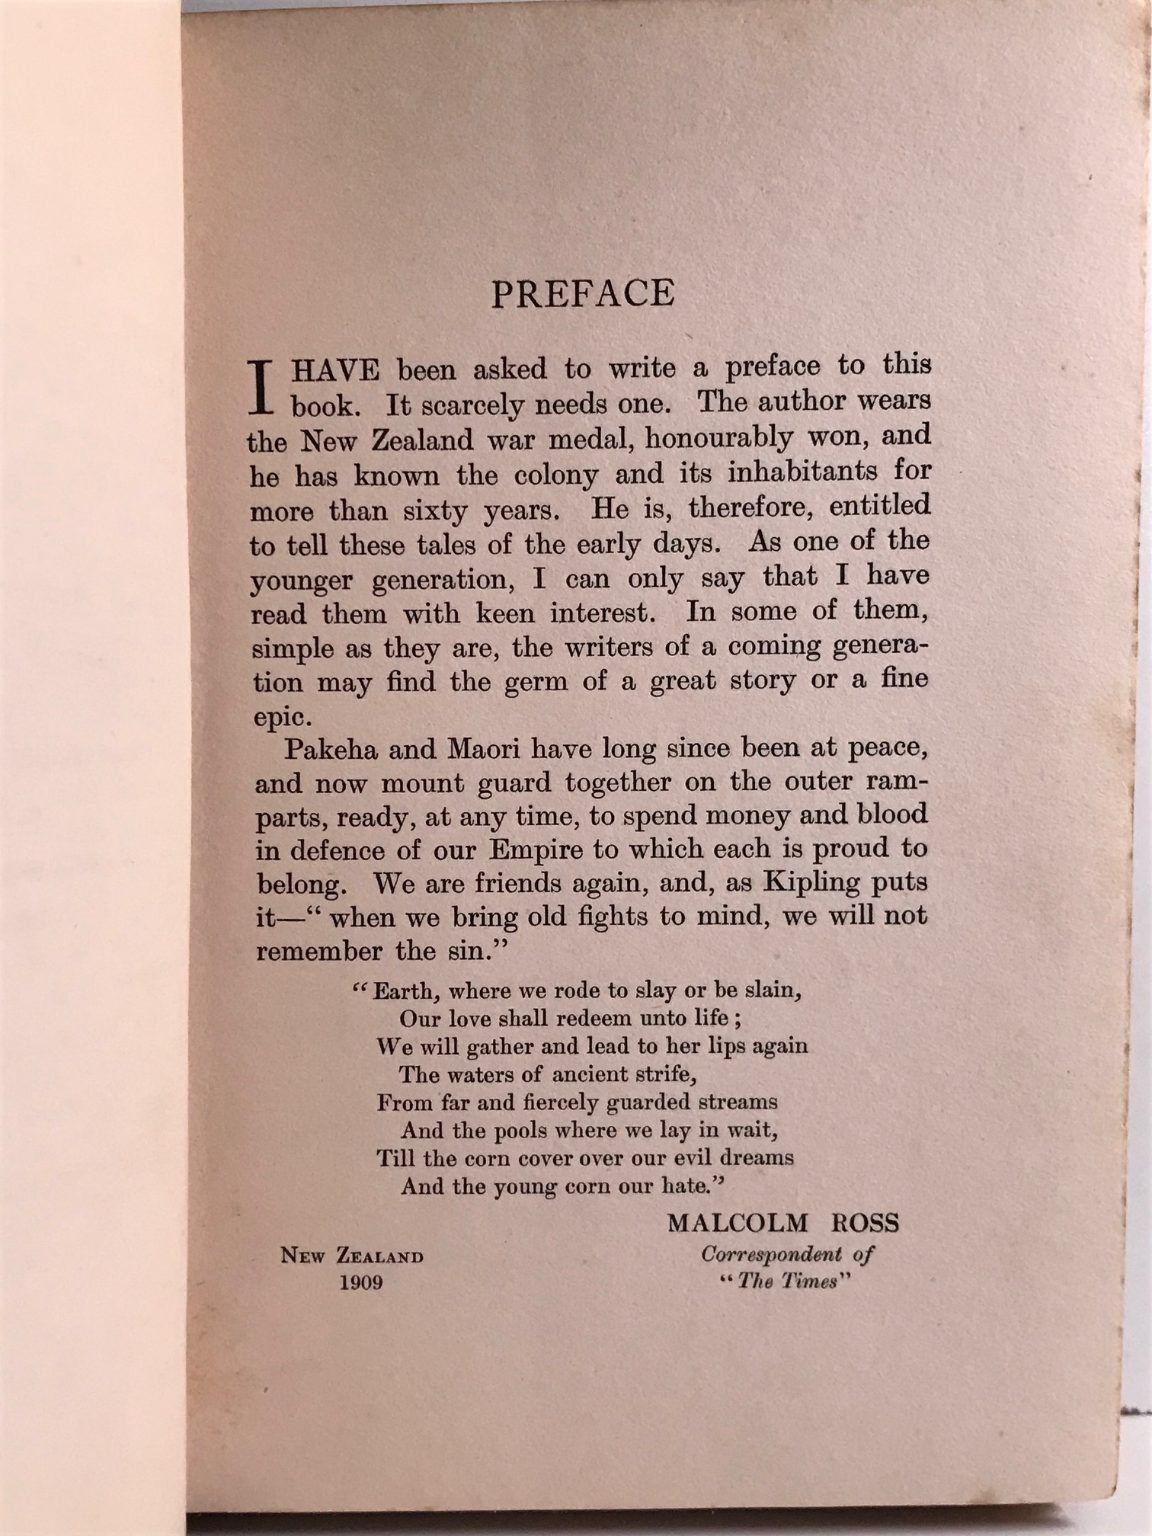 PREFACE
I HAVE been asked to write a preface to this
book. It scarcely needs one. The author wears
the New Zealand war medal, honourably won, and
he has known the colony and its inhabitants for
more than sixty years. He is, therefore, entitled
to tell these tales of the early days. As one of the
younger generation, I can only say that I have
read them with keen interest. In some of them,
simple as they are, the writers of a coming genera-
tion may find the germ of a great story or a fine
epic.
Pakeha and Maori have long since been at peace,
and now mount guard together on the outer ram-
parts, ready, at any time, to spend money and blood
in defence of our Empire to which each is proud to
belong. We are friends again, and, as Kipling puts
it—“ when we bring old fights to mind, we will not
remember the sin.”
“ Earth, where we rode to slay or be slain,
Our love shall redeem unto life ;
We will gather and lead to her lips again
The waters of ancient strife,
From far and fiercely guarded streams
And the pools where we lay in wait,
Till the corn cover over our evil dreams
And the young corn our hate.”
MALCOLM ROSS
Correspondent of
“ The Times”
New Zealand
1909